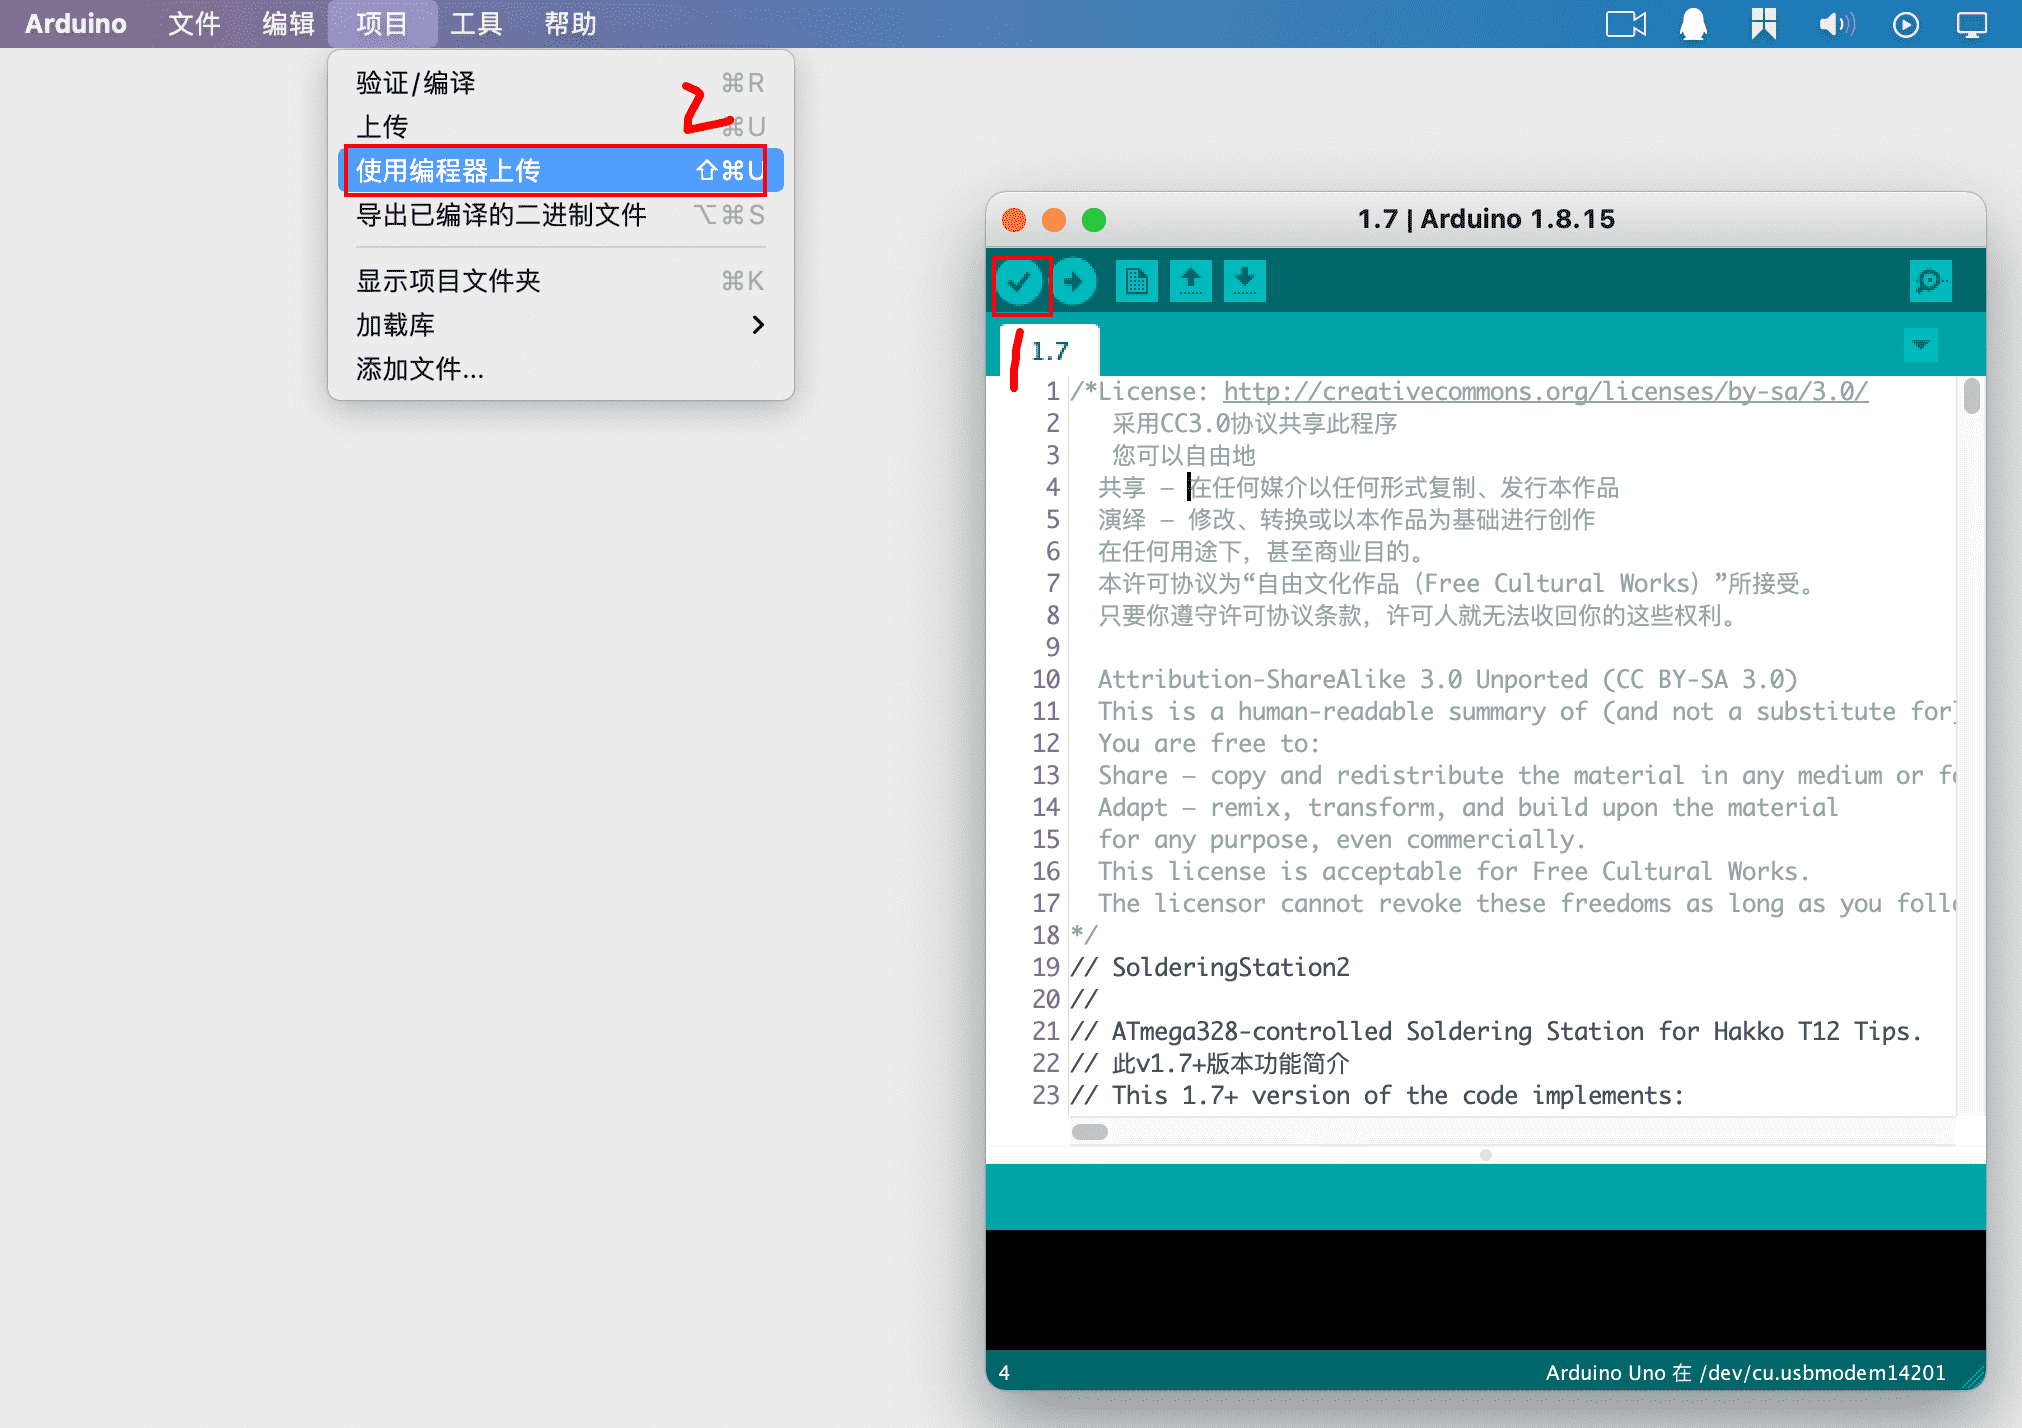 Arduino 文件 编辑 项目 工具 帮助
验证/编译 ⌘R
上传 ⌘U
使用编程器上传 ⇧⌘U
导出已编译的二进制文件 ⌥⌘S
显示项目文件夹 ⌘K
加载库
添加文件...
2
1.7 | Arduino 1.8.15
1
1.7
1 /*License: http://creativecommons.org/licenses/by-sa/3.0/
2 采用CC3.0协议共享此程序
3 您可以自由地
4 共享 — 在任何媒介以任何形式复制、发行本作品
5 演绎 — 修改、转换或以本作品为基础进行创作
6 在任何用途下，甚至商业目的。
7 本许可协议为“自由文化作品（Free Cultural Works）”所接受。
8 只要你遵守许可协议条款，许可人就无法收回你的这些权利。
9
10 Attribution-ShareAlike 3.0 Unported (CC BY-SA 3.0)
11 This is a human-readable summary of (and not a substitute for)
12 You are free to:
13 Share — copy and redistribute the material in any medium or fo
14 Adapt — remix, transform, and build upon the material
15 for any purpose, even commercially.
16 This license is acceptable for Free Cultural Works.
17 The licensor cannot revoke these freedoms as long as you follo
18 */
19 // SolderingStation2
20 //
21 // ATmega328-controlled Soldering Station for Hakko T12 Tips.
22 // 此v1.7+版本功能简介
23 // This 1.7+ version of the code implements:
4 Arduino Uno 在 /dev/cu.usbmodem14201